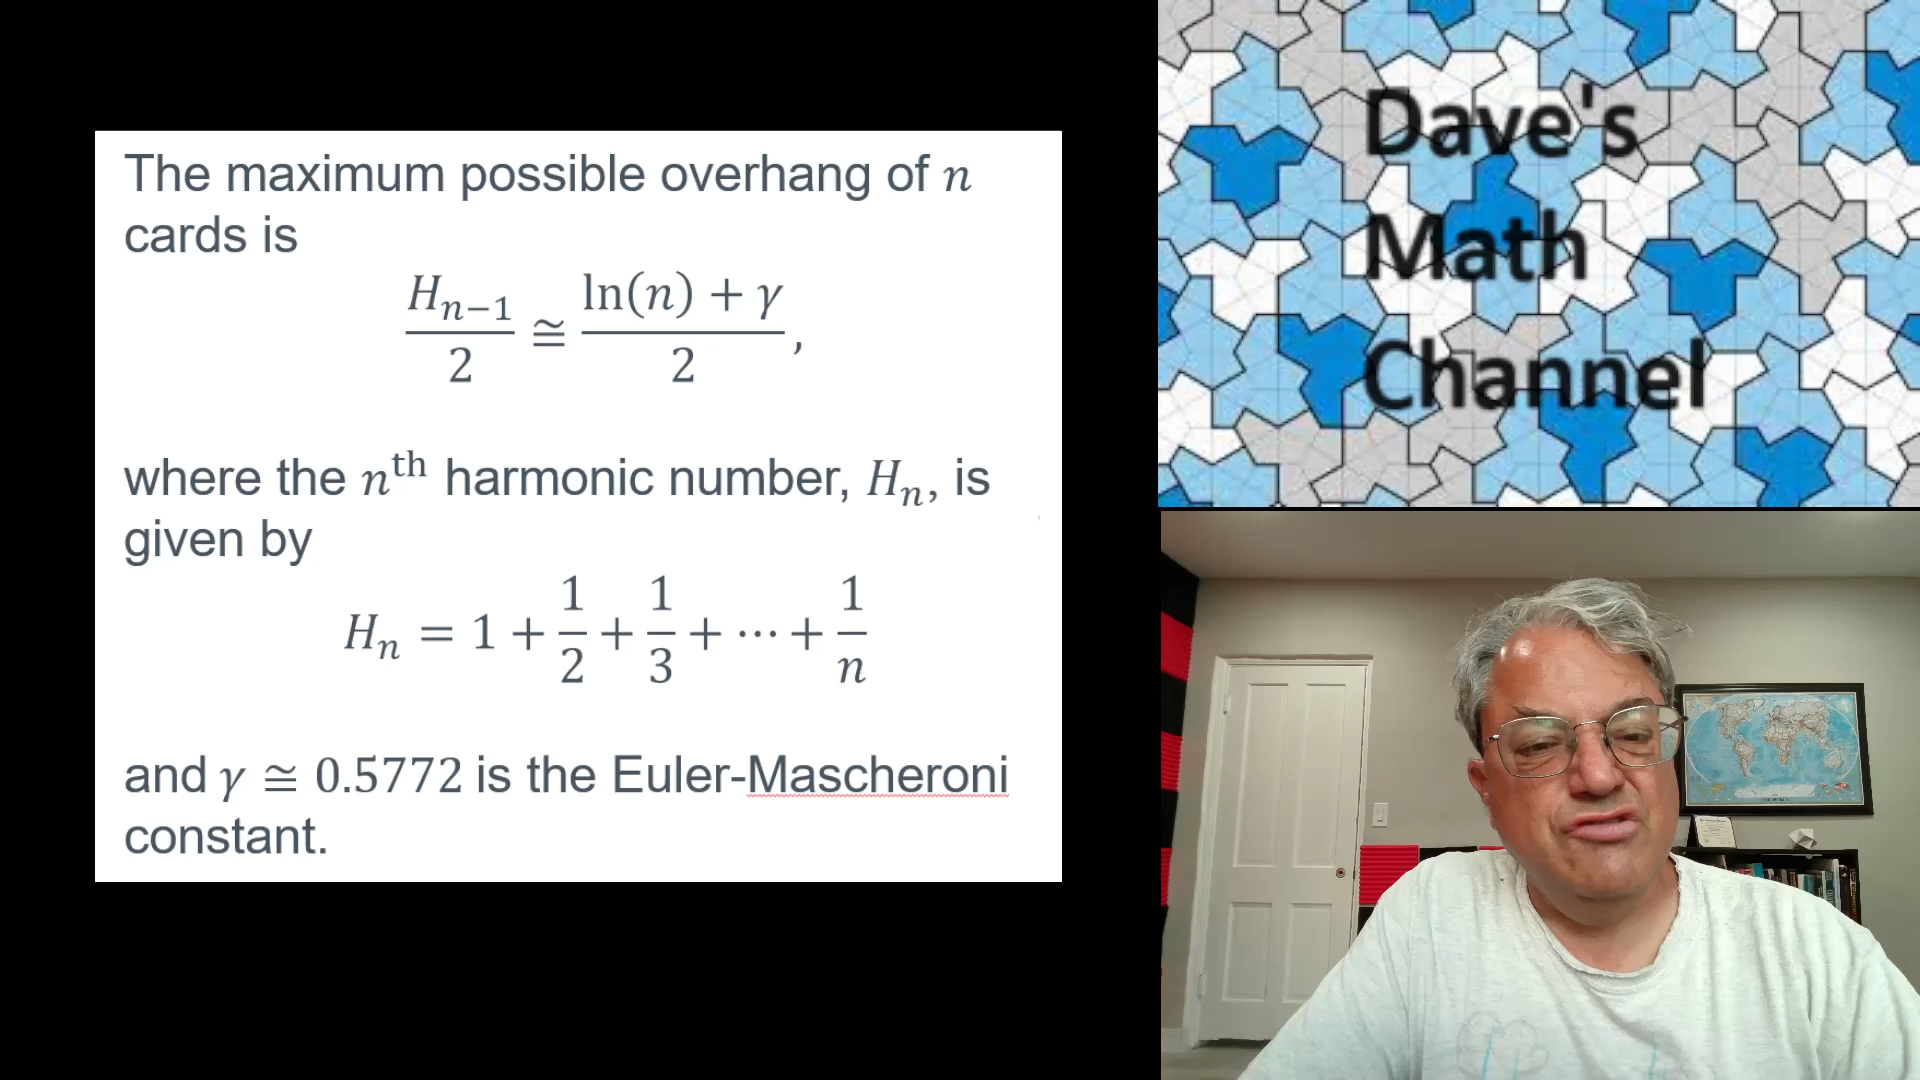 The maximum possible overhang of n
cards is
H_{n−1}/2 ≅ (ln(n) + γ)/2 ,
where the n^th harmonic number, H_n, is
given by
H_n = 1 + 1/2 + 1/3 + ⋯ + 1/n
and γ ≅ 0.5772 is the Euler-Mascheroni
constant.
Dave's
Math
Channel